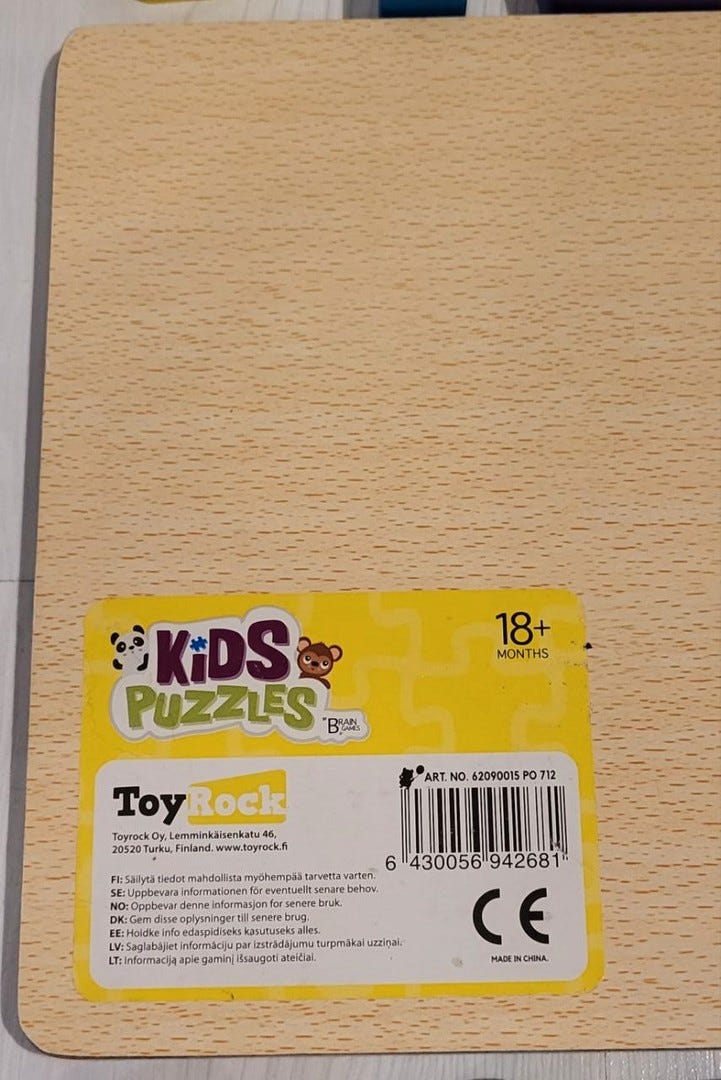 KiDS
PUZZLES
BRAIN
GAMES
18+
MONTHS
ToyRock
Toyrock Oy, Lemminkäisenkatu 46,
20520 Turku, Finland. www.toyrock.fi
ART. NO. 62090015 PO 712
6 430056 942681
FI: Säilytä tiedot mahdollista myöhempää tarvetta varten.
SE: Uppbevara informationen för eventuellt senare behov.
NO: Oppbevar denne informasjon for senere bruk.
DK: Gem disse oplysninger till senere brug.
EE: Hoidke info edaspidiseks kasutuseks alles.
LV: Saglabājiet informāciju par izstrādājumu turpmākai uzziņai.
LT: Informaciją apie gaminį išsaugoti ateičiai.
CE
MADE IN CHINA.